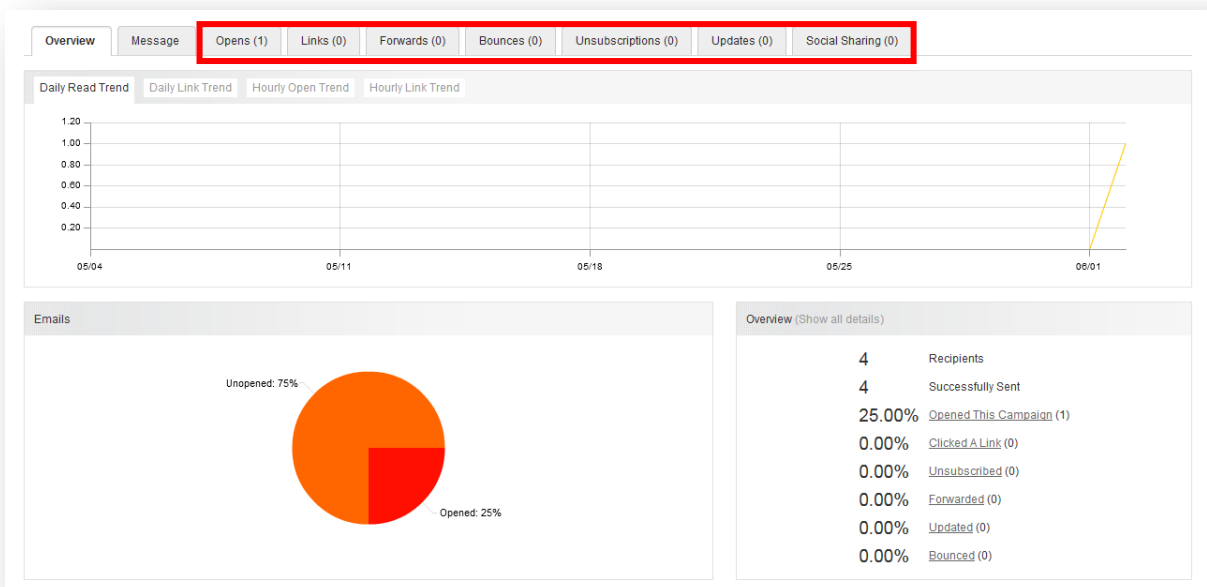 Overview Message Opens (1) Links (0) Forwards (0) Bounces (0) Unsubscriptions (0) Updates (0) Social Sharing (0)
Daily Read Trend Daily Link Trend Hourly Open Trend Hourly Link Trend
1.20
1.00
0.80
0.60
0.40
0.20
05/04 05/11 05/18 05/25 06/01
Emails
Unopened: 75%
Opened: 25%
Overview (Show all details)
4 Recipients
4 Successfully Sent
25.00% Opened This Campaign (1)
0.00% Clicked A Link (0)
0.00% Unsubscribed (0)
0.00% Forwarded (0)
0.00% Updated (0)
0.00% Bounced (0)